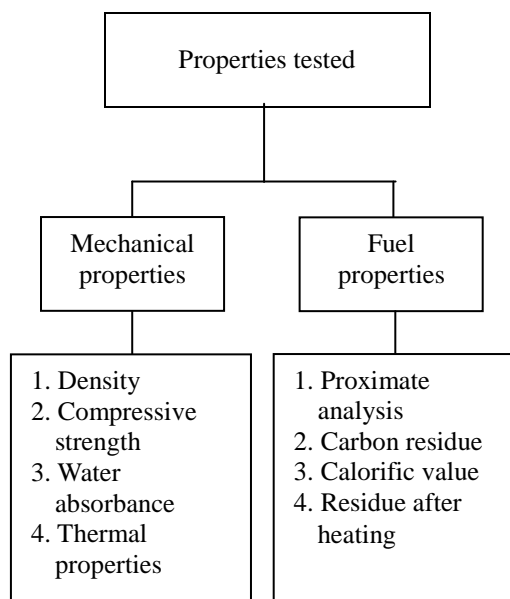 Properties tested
Mechanical
properties
Fuel
properties
1. Density
2. Compressive
strength
3. Water
absorbance
4. Thermal
properties
1. Proximate
analysis
2. Carbon residue
3. Calorific value
4. Residue after
heating